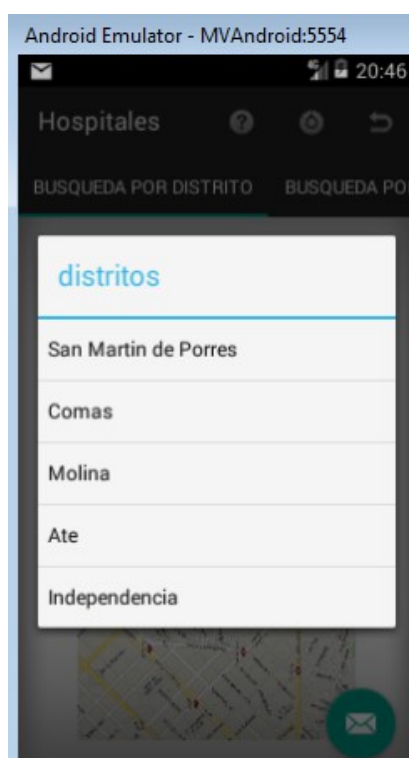 Android Emulator - MVAndroid:5554
20:46
Hospitales
BUSQUEDA POR DISTRITO BUSQUEDA PO
distritos
San Martin de Porres
Comas
Molina
Ate
Independencia